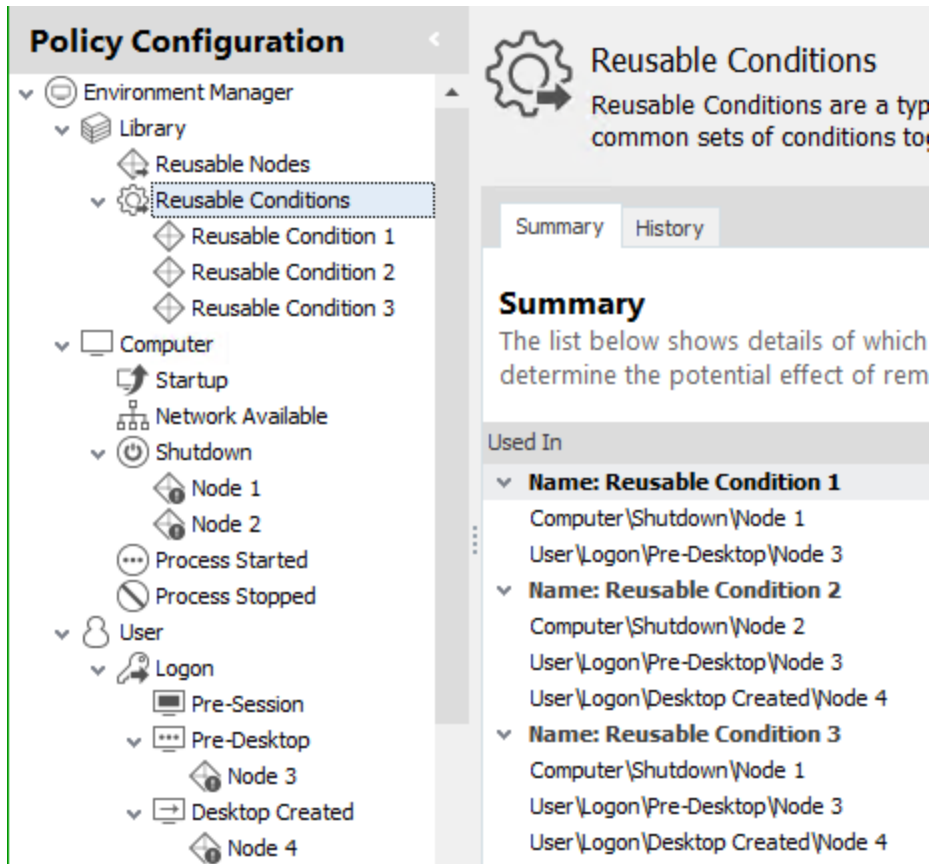 Policy Configuration
Environment Manager
Library
Reusable Nodes
Reusable Conditions
Reusable Condition 1
Reusable Condition 2
Reusable Condition 3
Computer
Startup
Network Available
Shutdown
Node 1
Node 2
Process Started
Process Stopped
User
Logon
Pre-Session
Pre-Desktop
Node 3
Desktop Created
Node 4
Reusable Conditions
Reusable Conditions are a typ
common sets of conditions tog
Summary
History
Summary
The list below shows details of which
determine the potential effect of rem
Used In
Name: Reusable Condition 1
Computer\Shutdown\Node 1
User\Logon\Pre-Desktop\Node 3
Name: Reusable Condition 2
Computer\Shutdown\Node 2
User\Logon\Pre-Desktop\Node 3
User\Logon\Desktop Created\Node 4
Name: Reusable Condition 3
Computer\Shutdown\Node 1
User\Logon\Pre-Desktop\Node 3
User\Logon\Desktop Created\Node 4